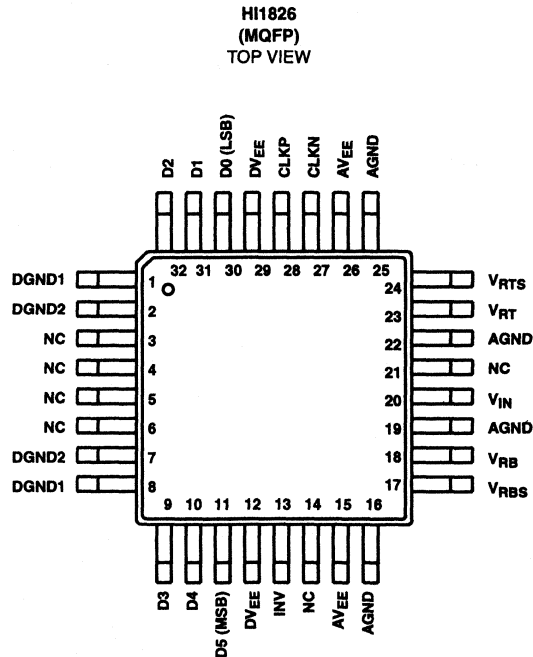 HI1826
(MQFP)
TOP VIEW
D2
D1
D0 (LSB)
DVEE
CLKP
CLKN
AVEE
AGND
32 31 30 29 28 27 26 25
DGND1 1
DGND2 2
NC 3
NC 4
NC 5
NC 6
DGND2 7
DGND1 8
24 VRTS
23 VRT
22 AGND
21 NC
20 VIN
19 AGND
18 VRB
17 VRBS
9 10 11 12 13 14 15 16
D3
D4
D5 (MSB)
DVEE
INV
NC
AVEE
AGND